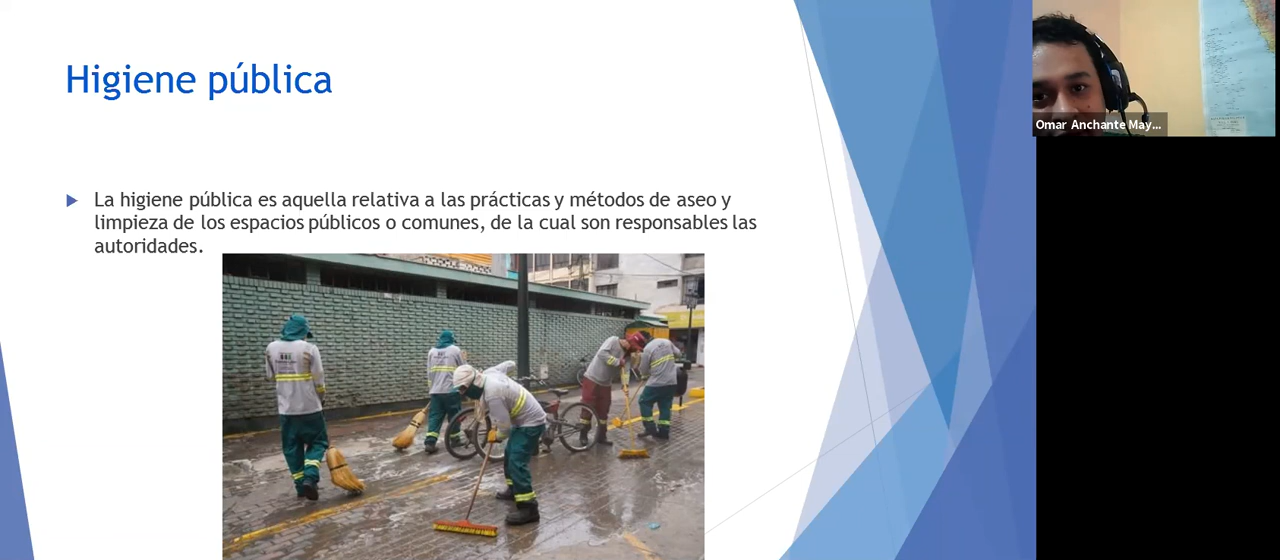 Higiene pública
La higiene pública es aquella relativa a las prácticas y métodos de aseo y
limpieza de los espacios públicos o comunes, de la cual son responsables las
autoridades.
Omar Anchante May...